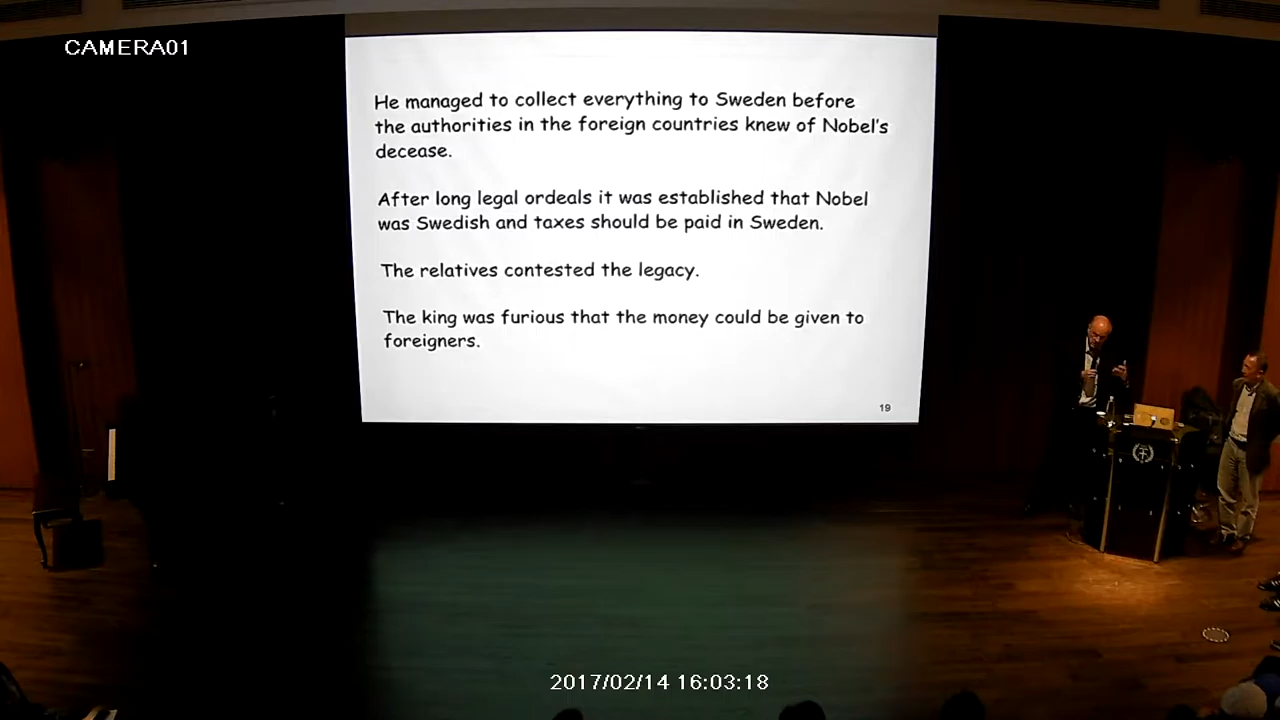 CAMERA01
He managed to collect everything to Sweden before
the authorities in the foreign countries knew of Nobel's
decease.
After long legal ordeals it was established that Nobel
was Swedish and taxes should be paid in Sweden.
The relatives contested the legacy.
The king was furious that the money could be given to
foreigners.
19
2017/02/14 16:03:18